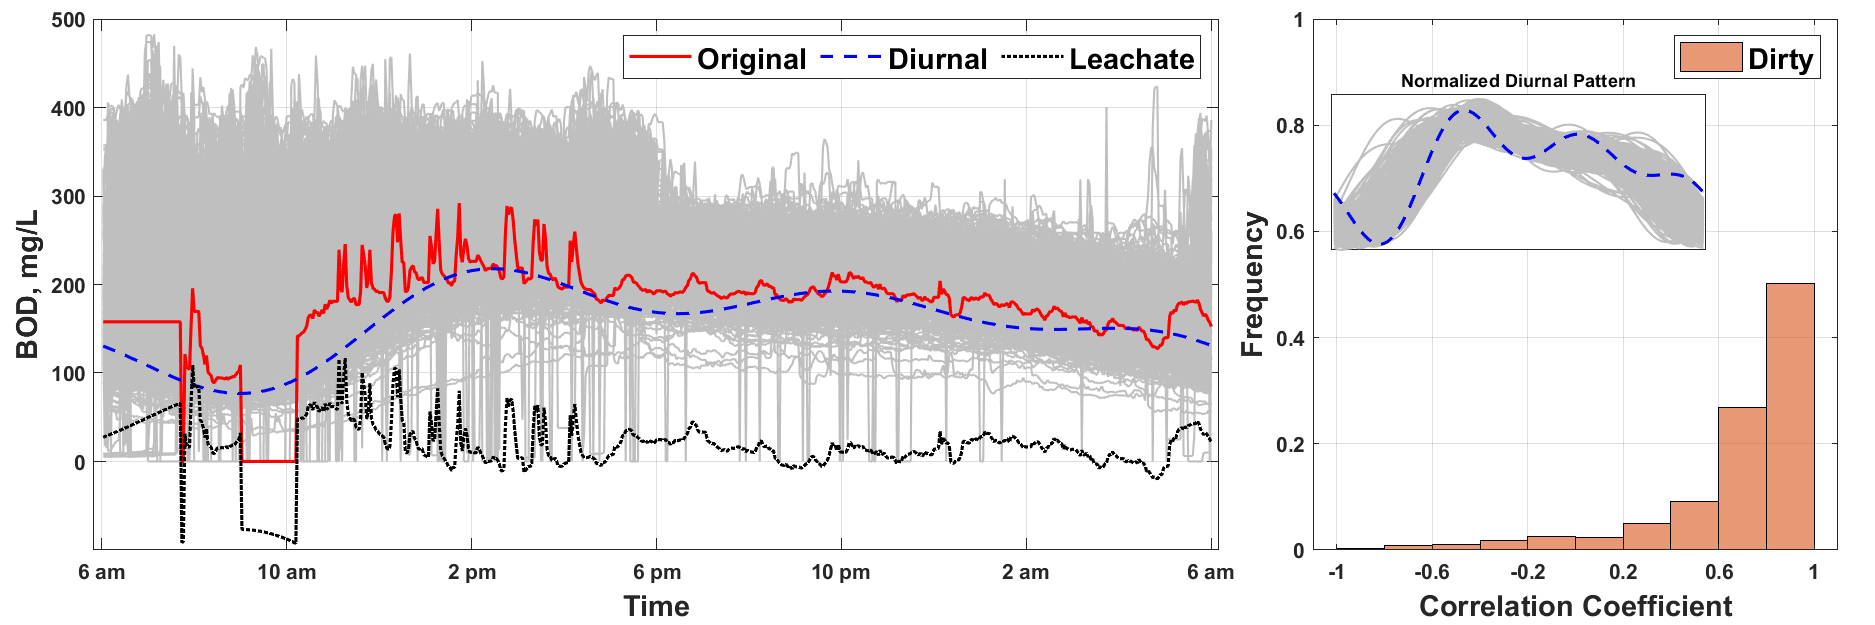 500
400
300
200
100
0
BOD, mg/L
Original Diurnal Leachate
6 am 10 am 2 pm 6 pm 10 pm 2 am 6 am
Time
1
0.8
0.6
0.4
0.2
0
Frequency
Dirty
Normalized Diurnal Pattern
-1 -0.6 -0.2 0.2 0.6 1
Correlation Coefficient